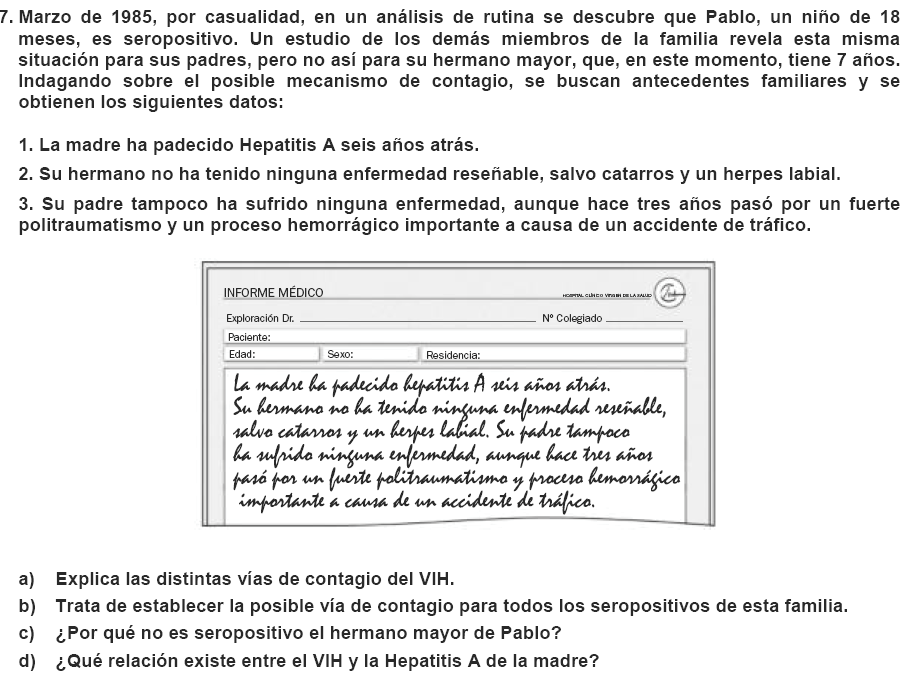 7. Marzo de 1985, por casualidad, en un análisis de rutina se descubre que Pablo, un niño de 18
meses, es seropositivo. Un estudio de los demás miembros de la familia revela esta misma
situación para sus padres, pero no así para su hermano mayor, que, en este momento, tiene 7 años.
Indagando sobre el posible mecanismo de contagio, se buscan antecedentes familiares y se
obtienen los siguientes datos:
1. La madre ha padecido Hepatitis A seis años atrás.
2. Su hermano no ha tenido ninguna enfermedad reseñable, salvo catarros y un herpes labial.
3. Su padre tampoco ha sufrido ninguna enfermedad, aunque hace tres años pasó por un fuerte
politraumatismo y un proceso hemorrágico importante a causa de un accidente de tráfico.
INFORME MÉDICO
HOSPITAL CLÍNICO VIRGEN DE LA SALUD
Exploración Dr. Nº Colegiado
Paciente:
Edad: Sexo: Residencia:
La madre ha padecido hepatitis A seis años atrás.
Su hermano no ha tenido ninguna enfermedad reseñable,
salvo catarros y un herpes labial. Su padre tampoco
ha sufrido ninguna enfermedad, aunque hace tres años
pasó por un fuerte politraumatismo y proceso hemorrágico
importante a causa de un accidente de tráfico.
a) Explica las distintas vías de contagio del VIH.
b) Trata de establecer la posible vía de contagio para todos los seropositivos de esta familia.
c) ¿Por qué no es seropositivo el hermano mayor de Pablo?
d) ¿Qué relación existe entre el VIH y la Hepatitis A de la madre?